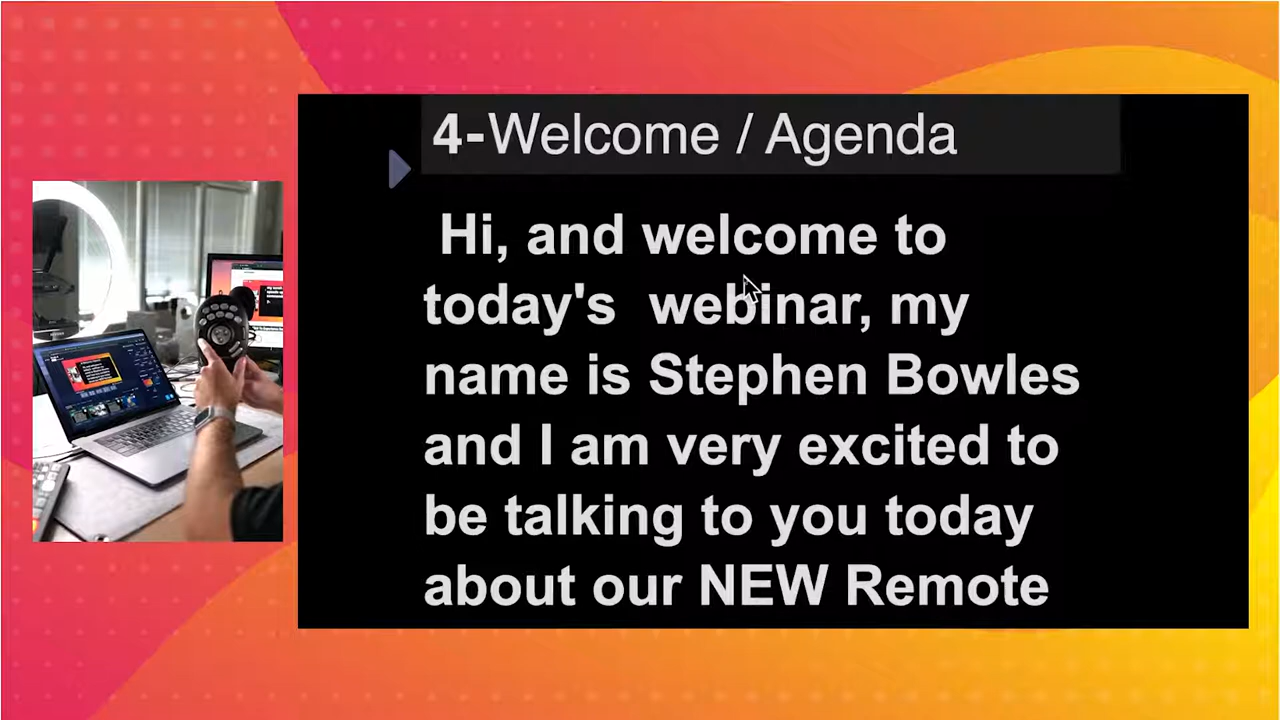 4-Welcome / Agenda
Hi, and welcome to
today's  webinar, my
name is Stephen Bowles
and I am very excited to
be talking to you today
about our NEW Remote